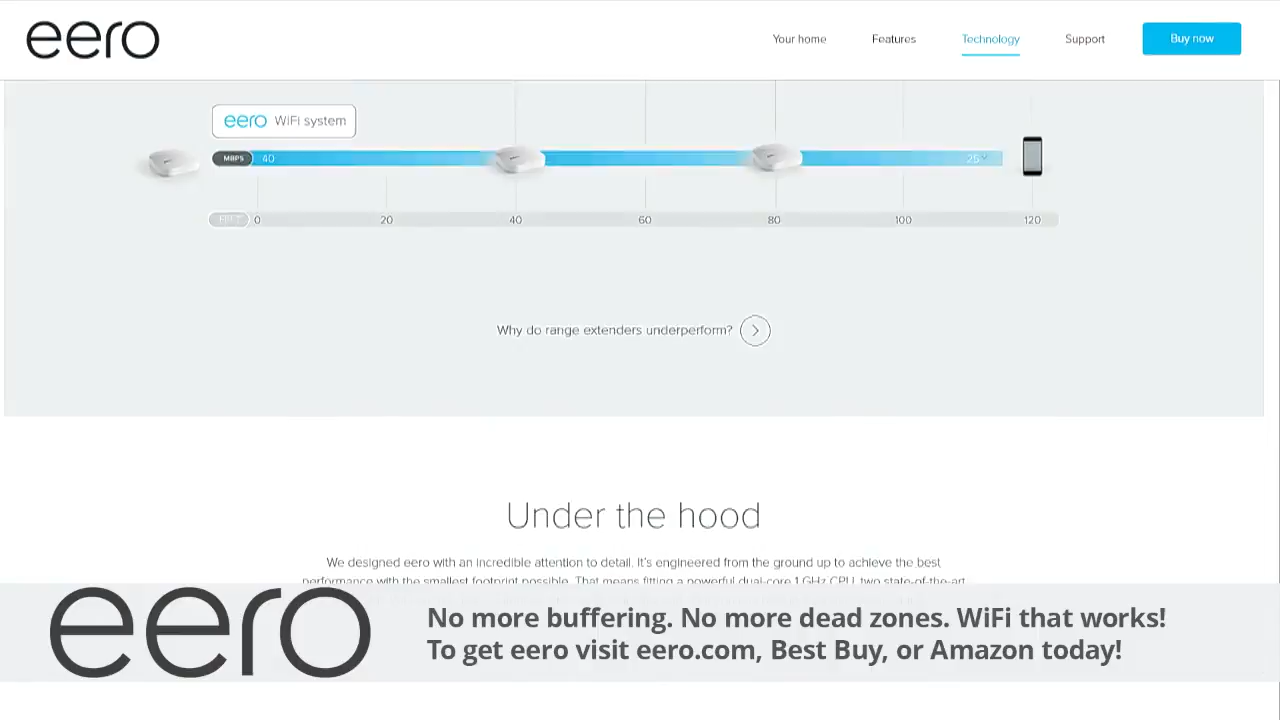 eero
Your home
Features
Technology
Support
Buy now
eero WiFi system
MBPS 40
25
0 20 40 60 80 100 120
Why do range extenders underperform?
Under the hood
We designed eero with an incredible attention to detail. It's engineered from the ground up to achieve the best
performance with the smallest footprint possible. That means fitting a powerful dual-core 1 GHz CPU, two state-of-the-art
eero
No more buffering. No more dead zones. WiFi that works!
To get eero visit eero.com, Best Buy, or Amazon today!